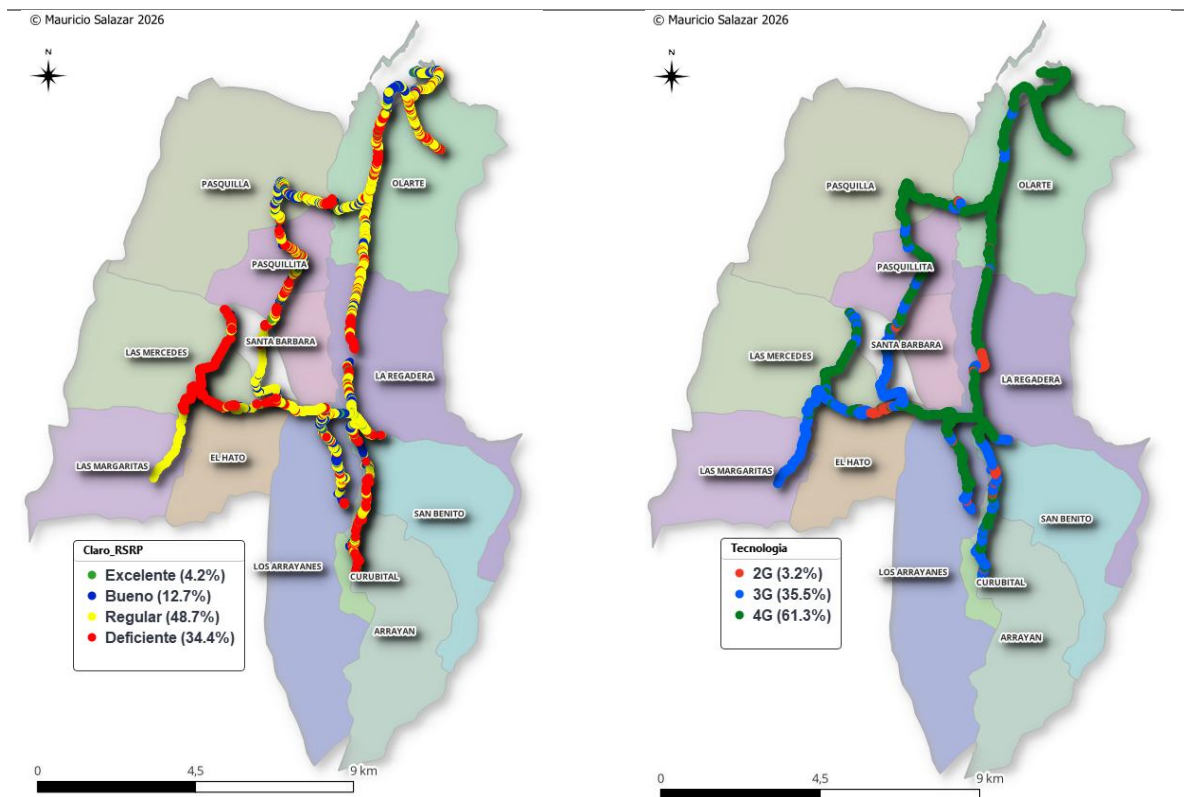 © Mauricio Salazar 2026
N
PASQUILLA
OLARTE
PASQUILLITA
SANTA BARBARA
LAS MERCEDES
LA REGADERA
LAS MARGARITAS
EL HATO
SAN BENITO
LOS ARRAYANES
CURUBITAL
ARRAYAN
Claro_RSRP
Excelente (4.2%)
Bueno (12.7%)
Regular (48.7%)
Deficiente (34.4%)
0 4,5 9 km
© Mauricio Salazar 2026
N
PASQUILLA
OLARTE
PASQUILLITA
SANTA BARBARA
LAS MERCEDES
LA REGADERA
LAS MARGARITAS
EL HATO
SAN BENITO
LOS ARRAYANES
CURUBITAL
ARRAYAN
Tecnologia
2G (3.2%)
3G (35.5%)
4G (61.3%)
0 4,5 9 km